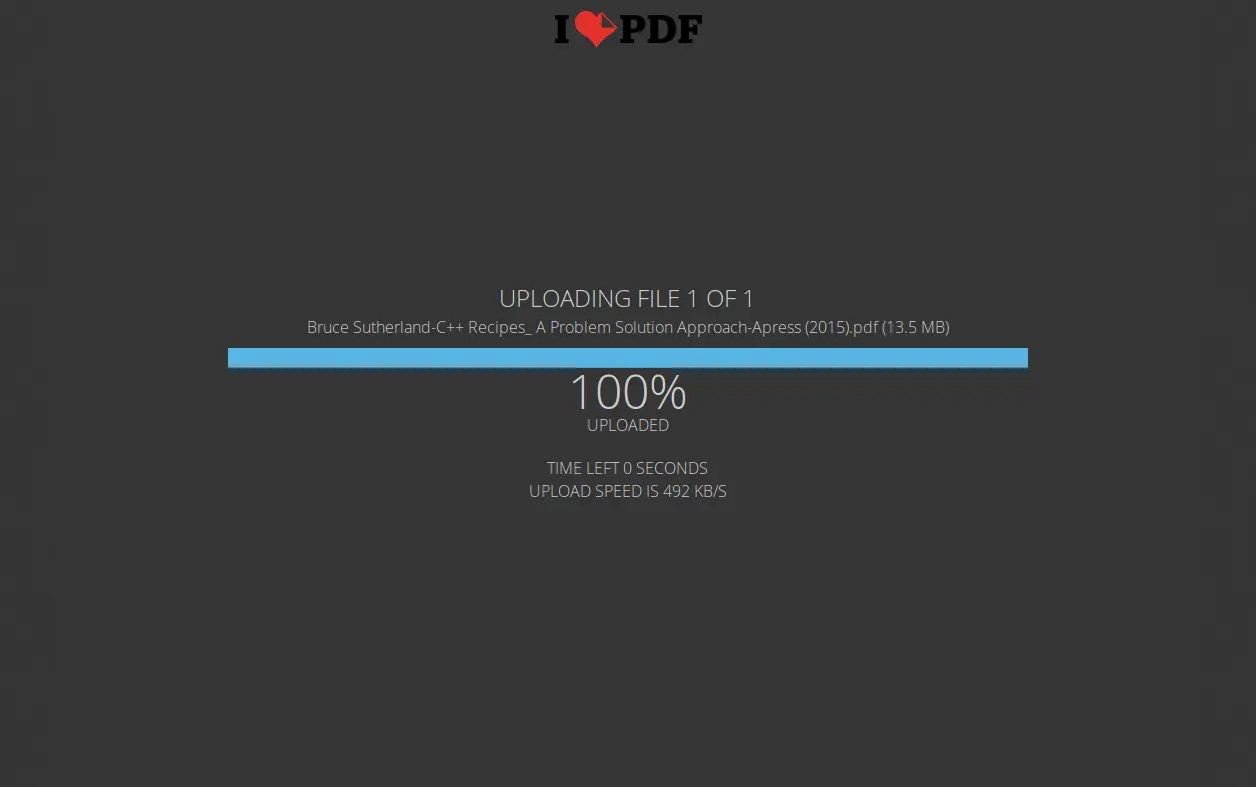 I PDF
UPLOADING FILE 1 OF 1
Bruce Sutherland-C++ Recipes_ A Problem Solution Approach-Apress (2015).pdf (13.5 MB)
100%
UPLOADED
TIME LEFT 0 SECONDS
UPLOAD SPEED IS 492 KB/S